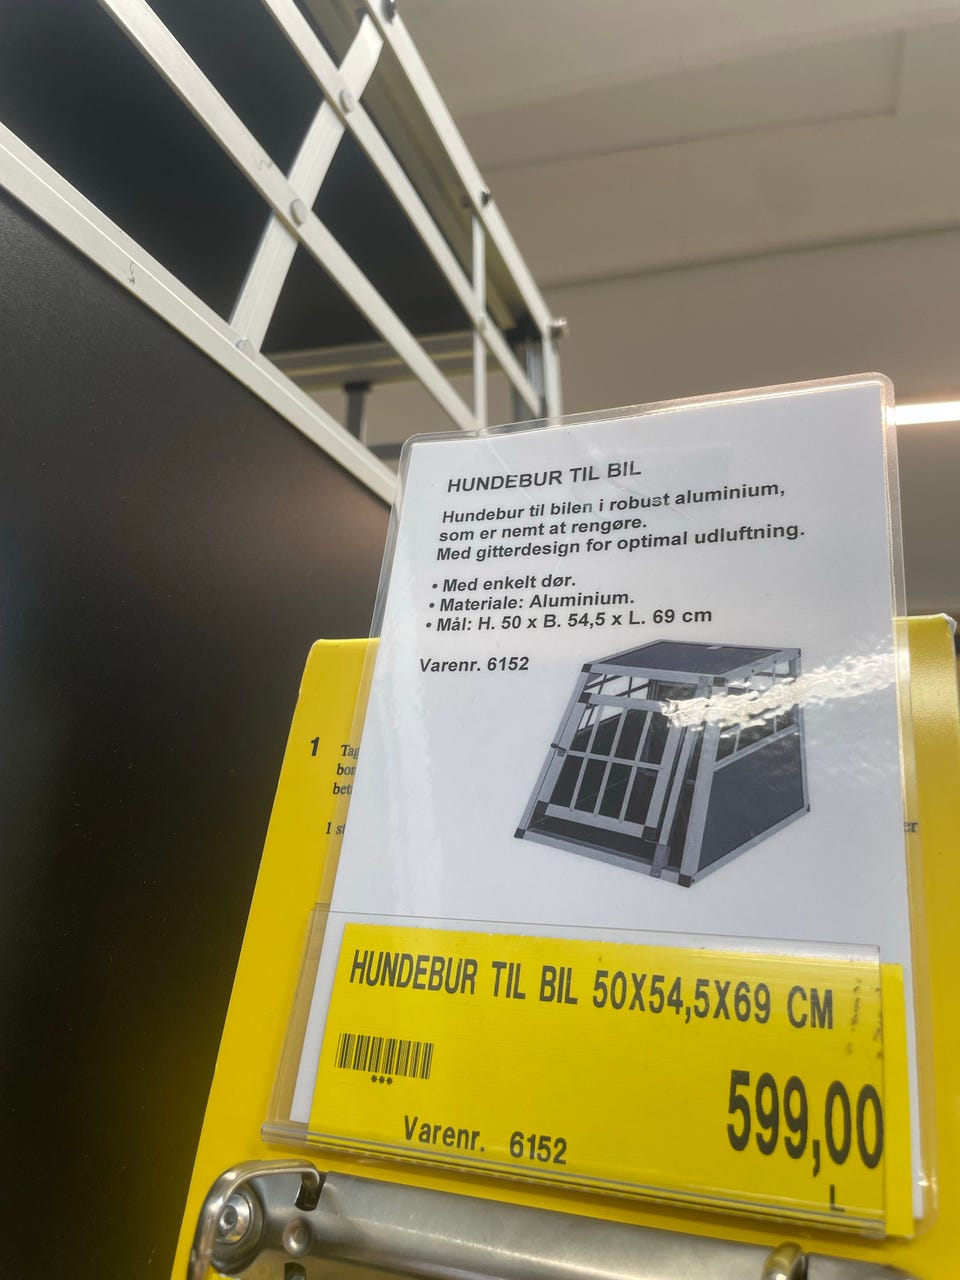 HUNDEBUR TIL BIL
Hundebur til bilen i robust aluminium,
som er nemt at rengøre.
Med gitterdesign for optimal udluftning.
• Med enkelt dør.
• Materiale: Aluminium.
• Mål: H. 50 x B. 54,5 x L. 69 cm
Varenr. 6152
1
HUNDEBUR TIL BIL 50X54,5X69 CM
***
599,00
Varenr. 6152
L